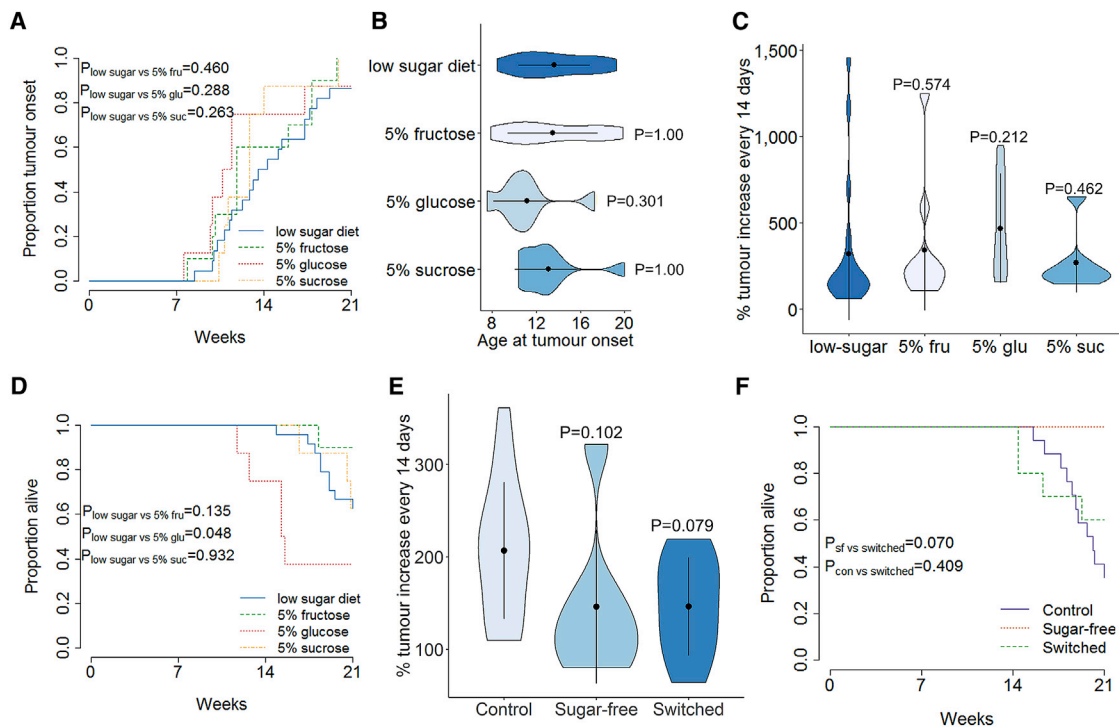 A
P low sugar vs 5% fru=0.460
P low sugar vs 5% glu=0.288
P low sugar vs 5% suc=0.263
Proportion tumour onset
1.0
0.8
0.6
0.4
0.2
0.0
low sugar diet
5% fructose
5% glucose
5% sucrose
0 7 14 21
Weeks
B
low sugar diet
5% fructose P=1.00
5% glucose P=0.301
5% sucrose P=1.00
8 12 16 20
Age at tumour onset
C
% tumour increase every 14 days
1,500
1,000
500
0
P=0.574
P=0.212
P=0.462
low-sugar 5% fru 5% glu 5% suc
D
Proportion alive
1.0
0.8
0.6
0.4
0.2
0.0
P low sugar vs 5% fru=0.135
P low sugar vs 5% glu=0.048
P low sugar vs 5% suc=0.932
low sugar diet
5% fructose
5% glucose
5% sucrose
0 7 14 21
Weeks
E
% tumour increase every 14 days
300
200
100
P=0.102
P=0.079
Control Sugar-free Switched
F
Proportion alive
1.0
0.8
0.6
0.4
0.2
0.0
P sf vs switched=0.070
P con vs switched=0.409
Control
Sugar-free
Switched
0 7 14 21
Weeks